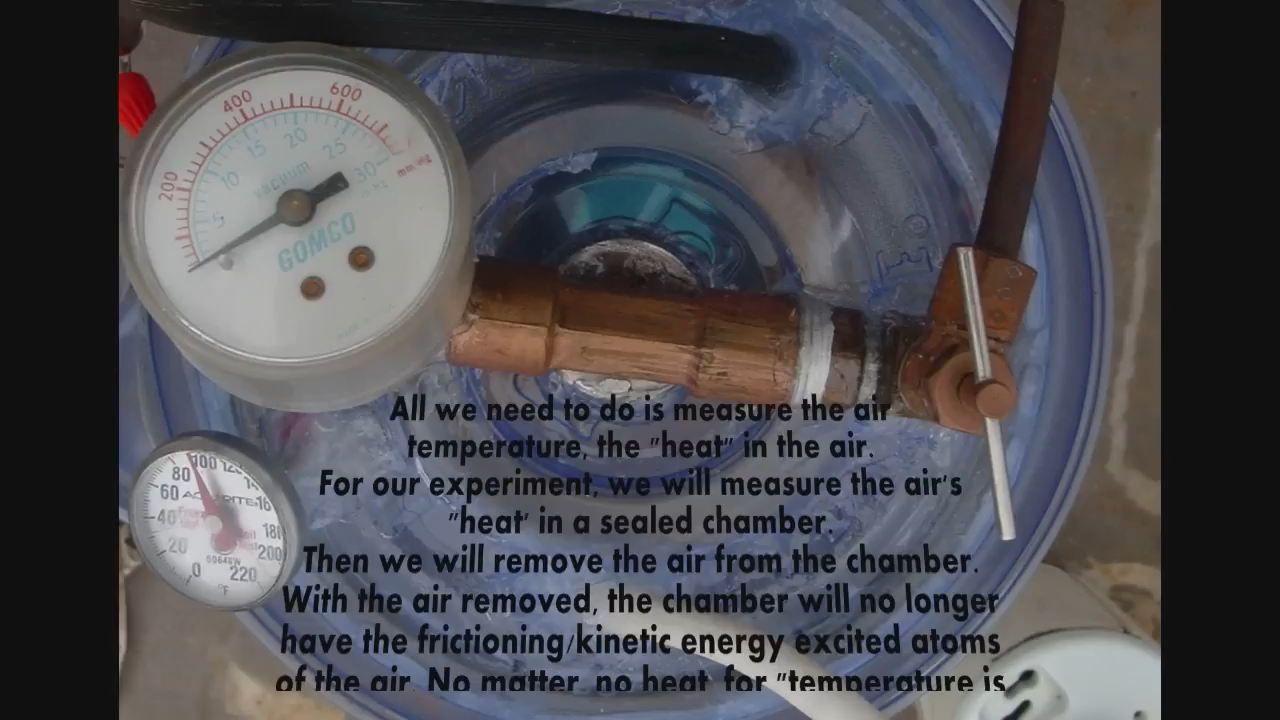 400
600
200
15
20
10
25
5
30
vacuum
mm.Hg
GOMCO
All we need to do is measure the air
temperature, the "heat" in the air.
For our experiment, we will measure the air's
"heat' in a sealed chamber.
Then we will remove the air from the chamber.
With the air removed, the chamber will no longer
have the frictioning/kinetic energy excited atoms
of the air. No matter, no heat, for "temperature is
80
100
60
40
20
0
180
200
220
°F